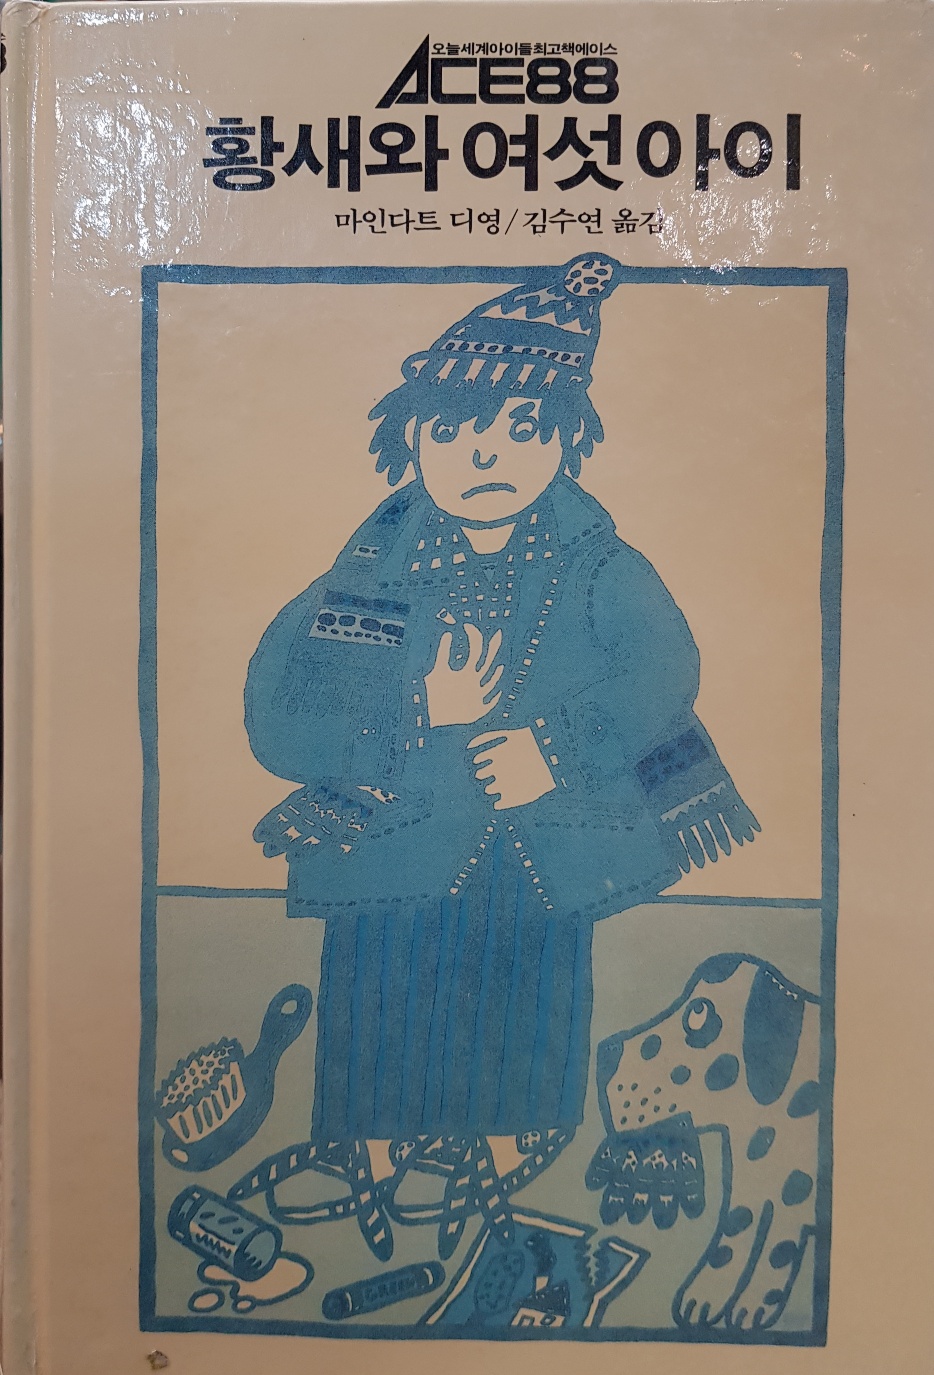 오늘세계아이들최고책에이스
ACE88
황새와 여섯 아이
마인다트 디영/김수연 옮김
GREEN